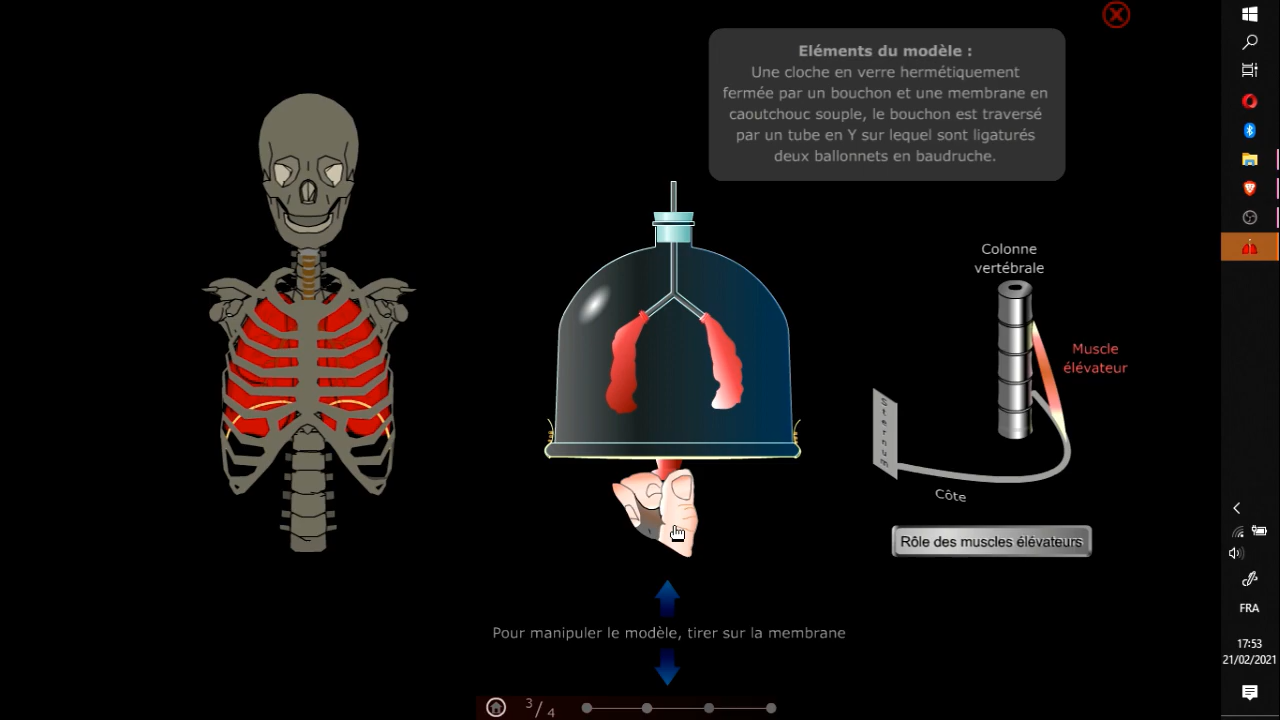 Eléments du modèle :
Une cloche en verre hermétiquement
fermée par un bouchon et une membrane en
caoutchouc souple, le bouchon est traversé
par un tube en Y sur lequel sont ligaturés
deux ballonnets en baudruche.
Colonne
vertébrale
Muscle
élévateur
Sternum
Côte
Rôle des muscles élévateurs
Pour manipuler le modèle, tirer sur la membrane
3/4
FRA
17:53
21/02/2021